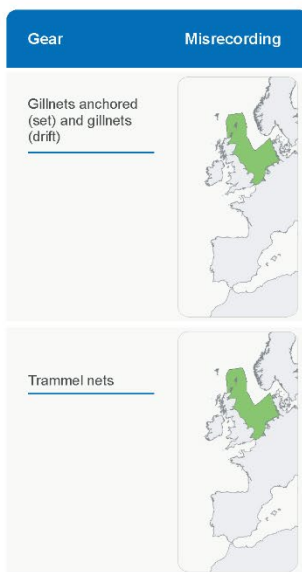 Gear Misrecording
Gillnets anchored
(set) and gillnets
(drift)
Trammel nets